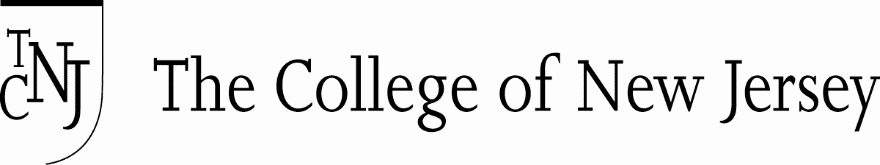 TCNJ
The College of New Jersey